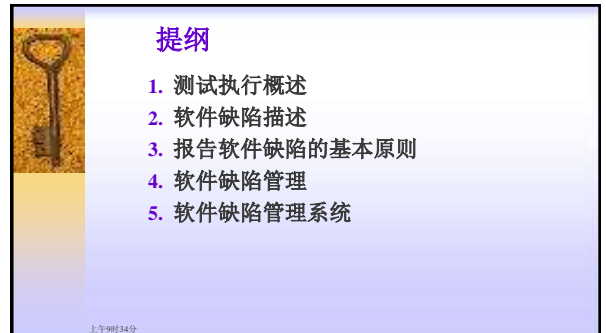 提纲
1. 测试执行概述
2. 软件缺陷描述
3. 报告软件缺陷的基本原则
4. 软件缺陷管理
5. 软件缺陷管理系统
上午9时34分